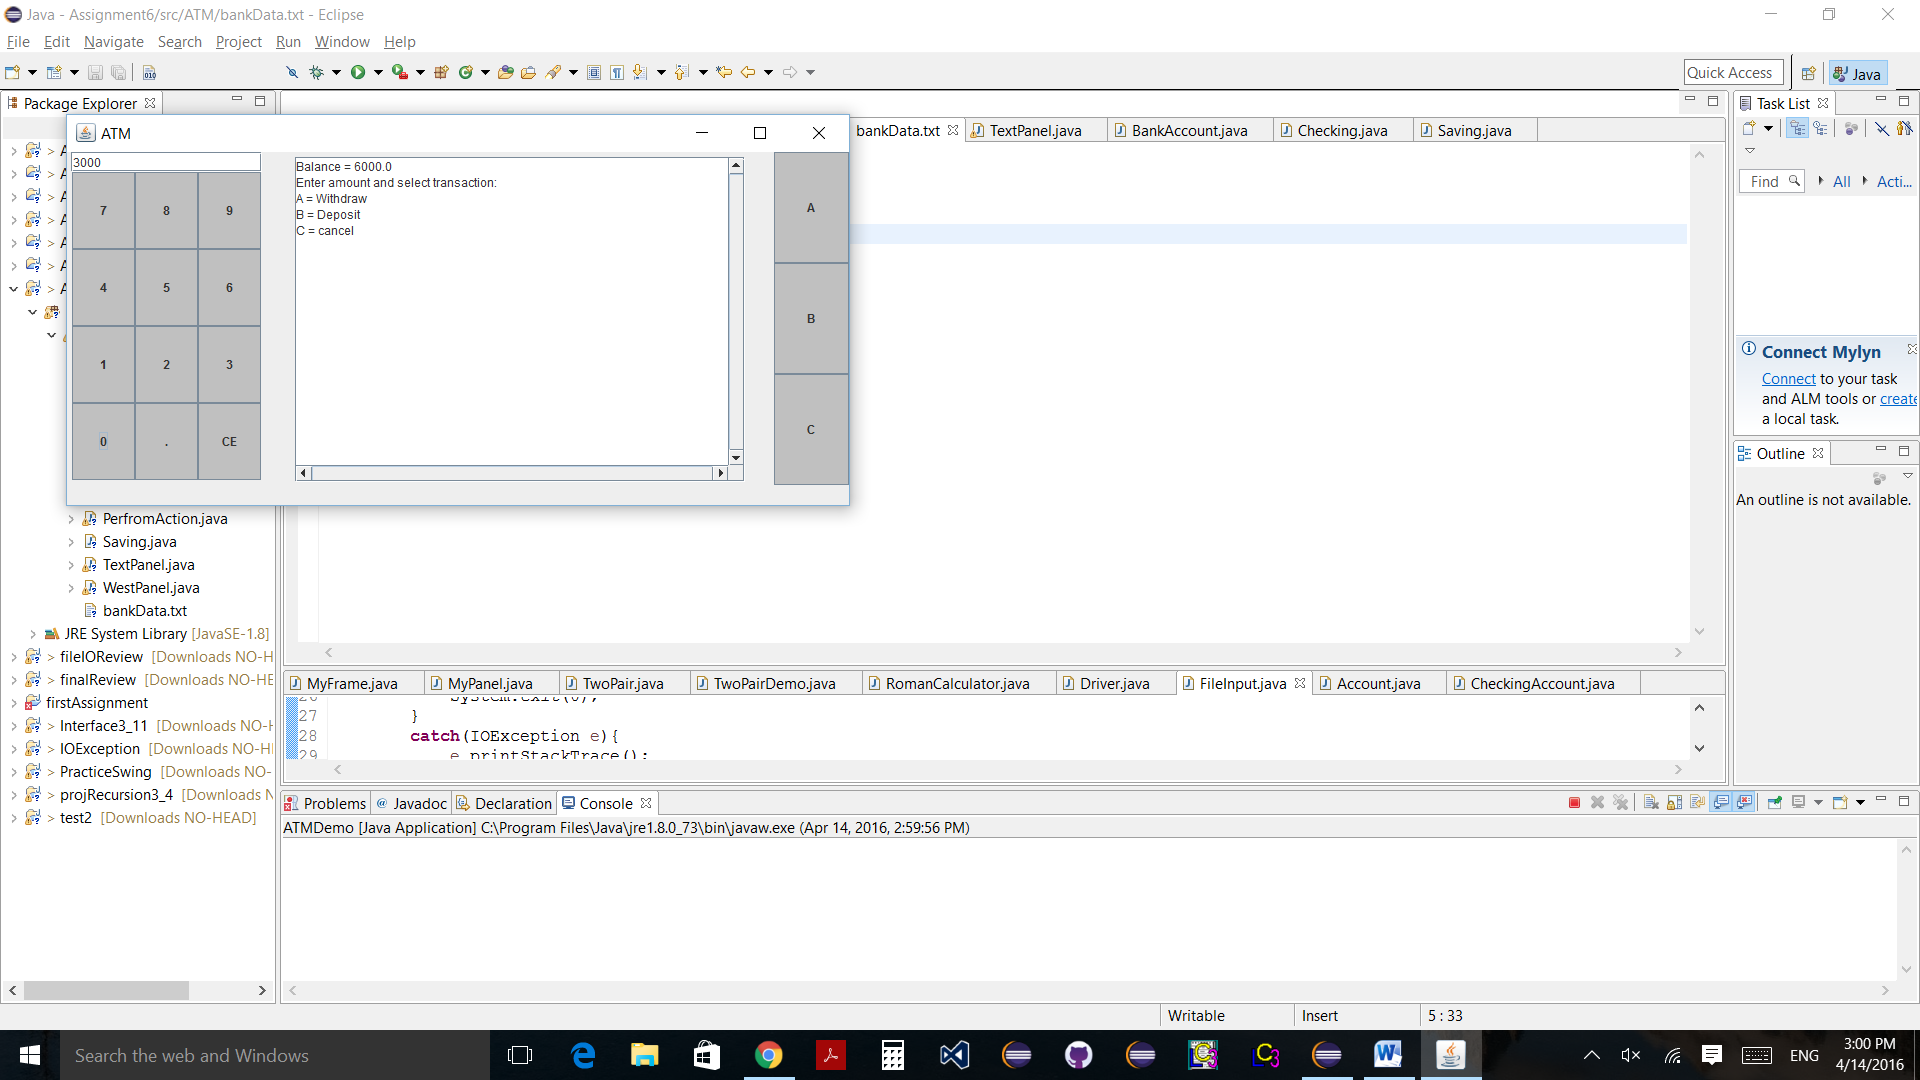 Java - Assignment6/src/ATM/bankData.txt - Eclipse
File Edit Navigate Search Project Run Window Help
Quick Access
Java
Package Explorer
ATM
3000
7 8 9
4 5 6
1 2 3
0 . CE
Balance = 6000.0
Enter amount and select transaction:
A = Withdraw
B = Deposit
C = cancel
A
B
C
> A
> A
> A
> A
> A
> A
> A
PerfromAction.java
Saving.java
TextPanel.java
WestPanel.java
bankData.txt
JRE System Library [JavaSE-1.8]
> fileIOReview [Downloads NO-H
> finalReview [Downloads NO-HE
firstAssignment
> Interface3_11 [Downloads NO-H
> IOException [Downloads NO-HE
> PracticeSwing [Downloads NO-
> projRecursion3_4 [Downloads N
> test2 [Downloads NO-HEAD]
bankData.txt TextPanel.java BankAccount.java Checking.java Saving.java
MyFrame.java MyPanel.java TwoPair.java TwoPairDemo.java RomanCalculator.java Driver.java FileInput.java Account.java CheckingAccount.java
26 System.exit(0);
27 }
28 catch(IOException e){
29 e.printStackTrace();
Problems @ Javadoc Declaration Console
ATMDemo [Java Application] C:\Program Files\Java\jre1.8.0_73\bin\javaw.exe (Apr 14, 2016, 2:59:56 PM)
Task List
Find All Acti...
Connect Mylyn
Connect to your task
and ALM tools or create
a local task.
Outline
An outline is not available.
Writable Insert 5 : 33
Search the web and Windows
ENG
3:00 PM
4/14/2016